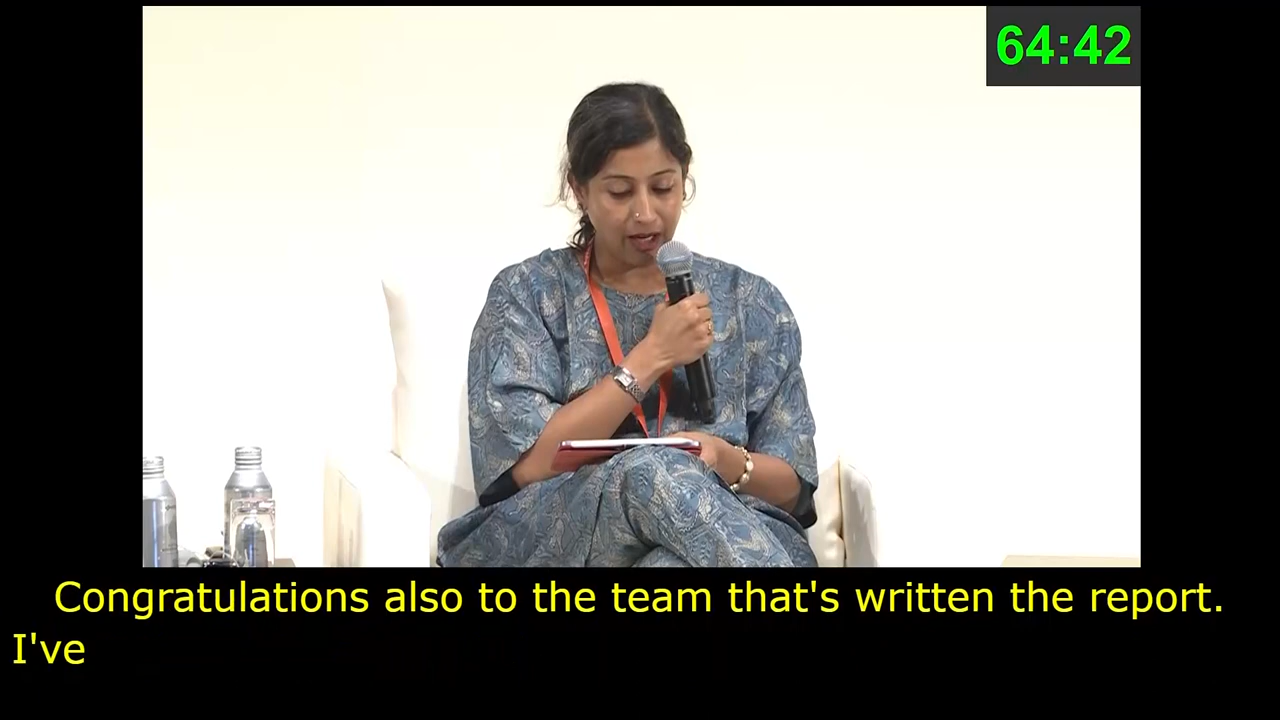 64:42
Congratulations also to the team that's written the report.
I've